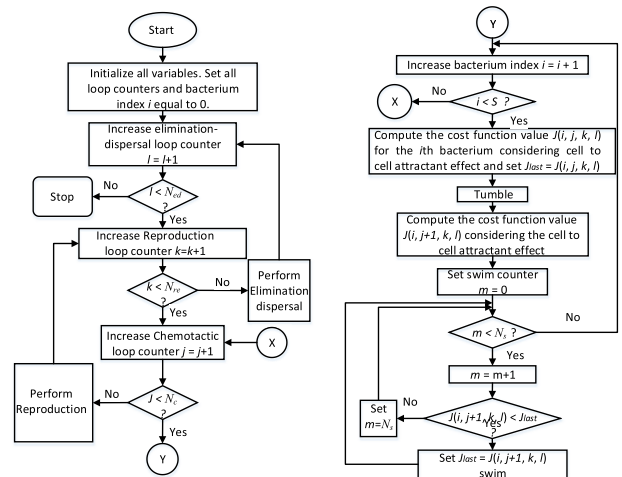 Start
Initialize all variables. Set all
loop counters and bacterium
index i equal to 0.
Increase elimination-
dispersal loop counter
l = l+1
l < Ned
?
No
Stop
Yes
Increase Reproduction
loop counter k=k+1
k < Nre
?
No
Perform
Elimination
dispersal
Yes
Increase Chemotactic
loop counter j = j+1
X
J < Nc
?
No
Perform
Reproduction
Yes
Y
Y
Increase bacterium index i = i + 1
i < S ?
No
X
Yes
Compute the cost function value J(i, j, k, l)
for the ith bacterium considering cell to
cell attractant effect and set Jlast = J(i, j, k, l)
Tumble
Compute the cost function value
J(i, j+1, k, l) considering the cell to
cell attractant effect
Set swim counter
m = 0
m < Ns ?
No
Yes
m = m+1
J(i, j+1, k, l) < Jlast
?
Yes
No
Set
m=Ns
Set Jlast = J(i, j+1, k, l)
swim